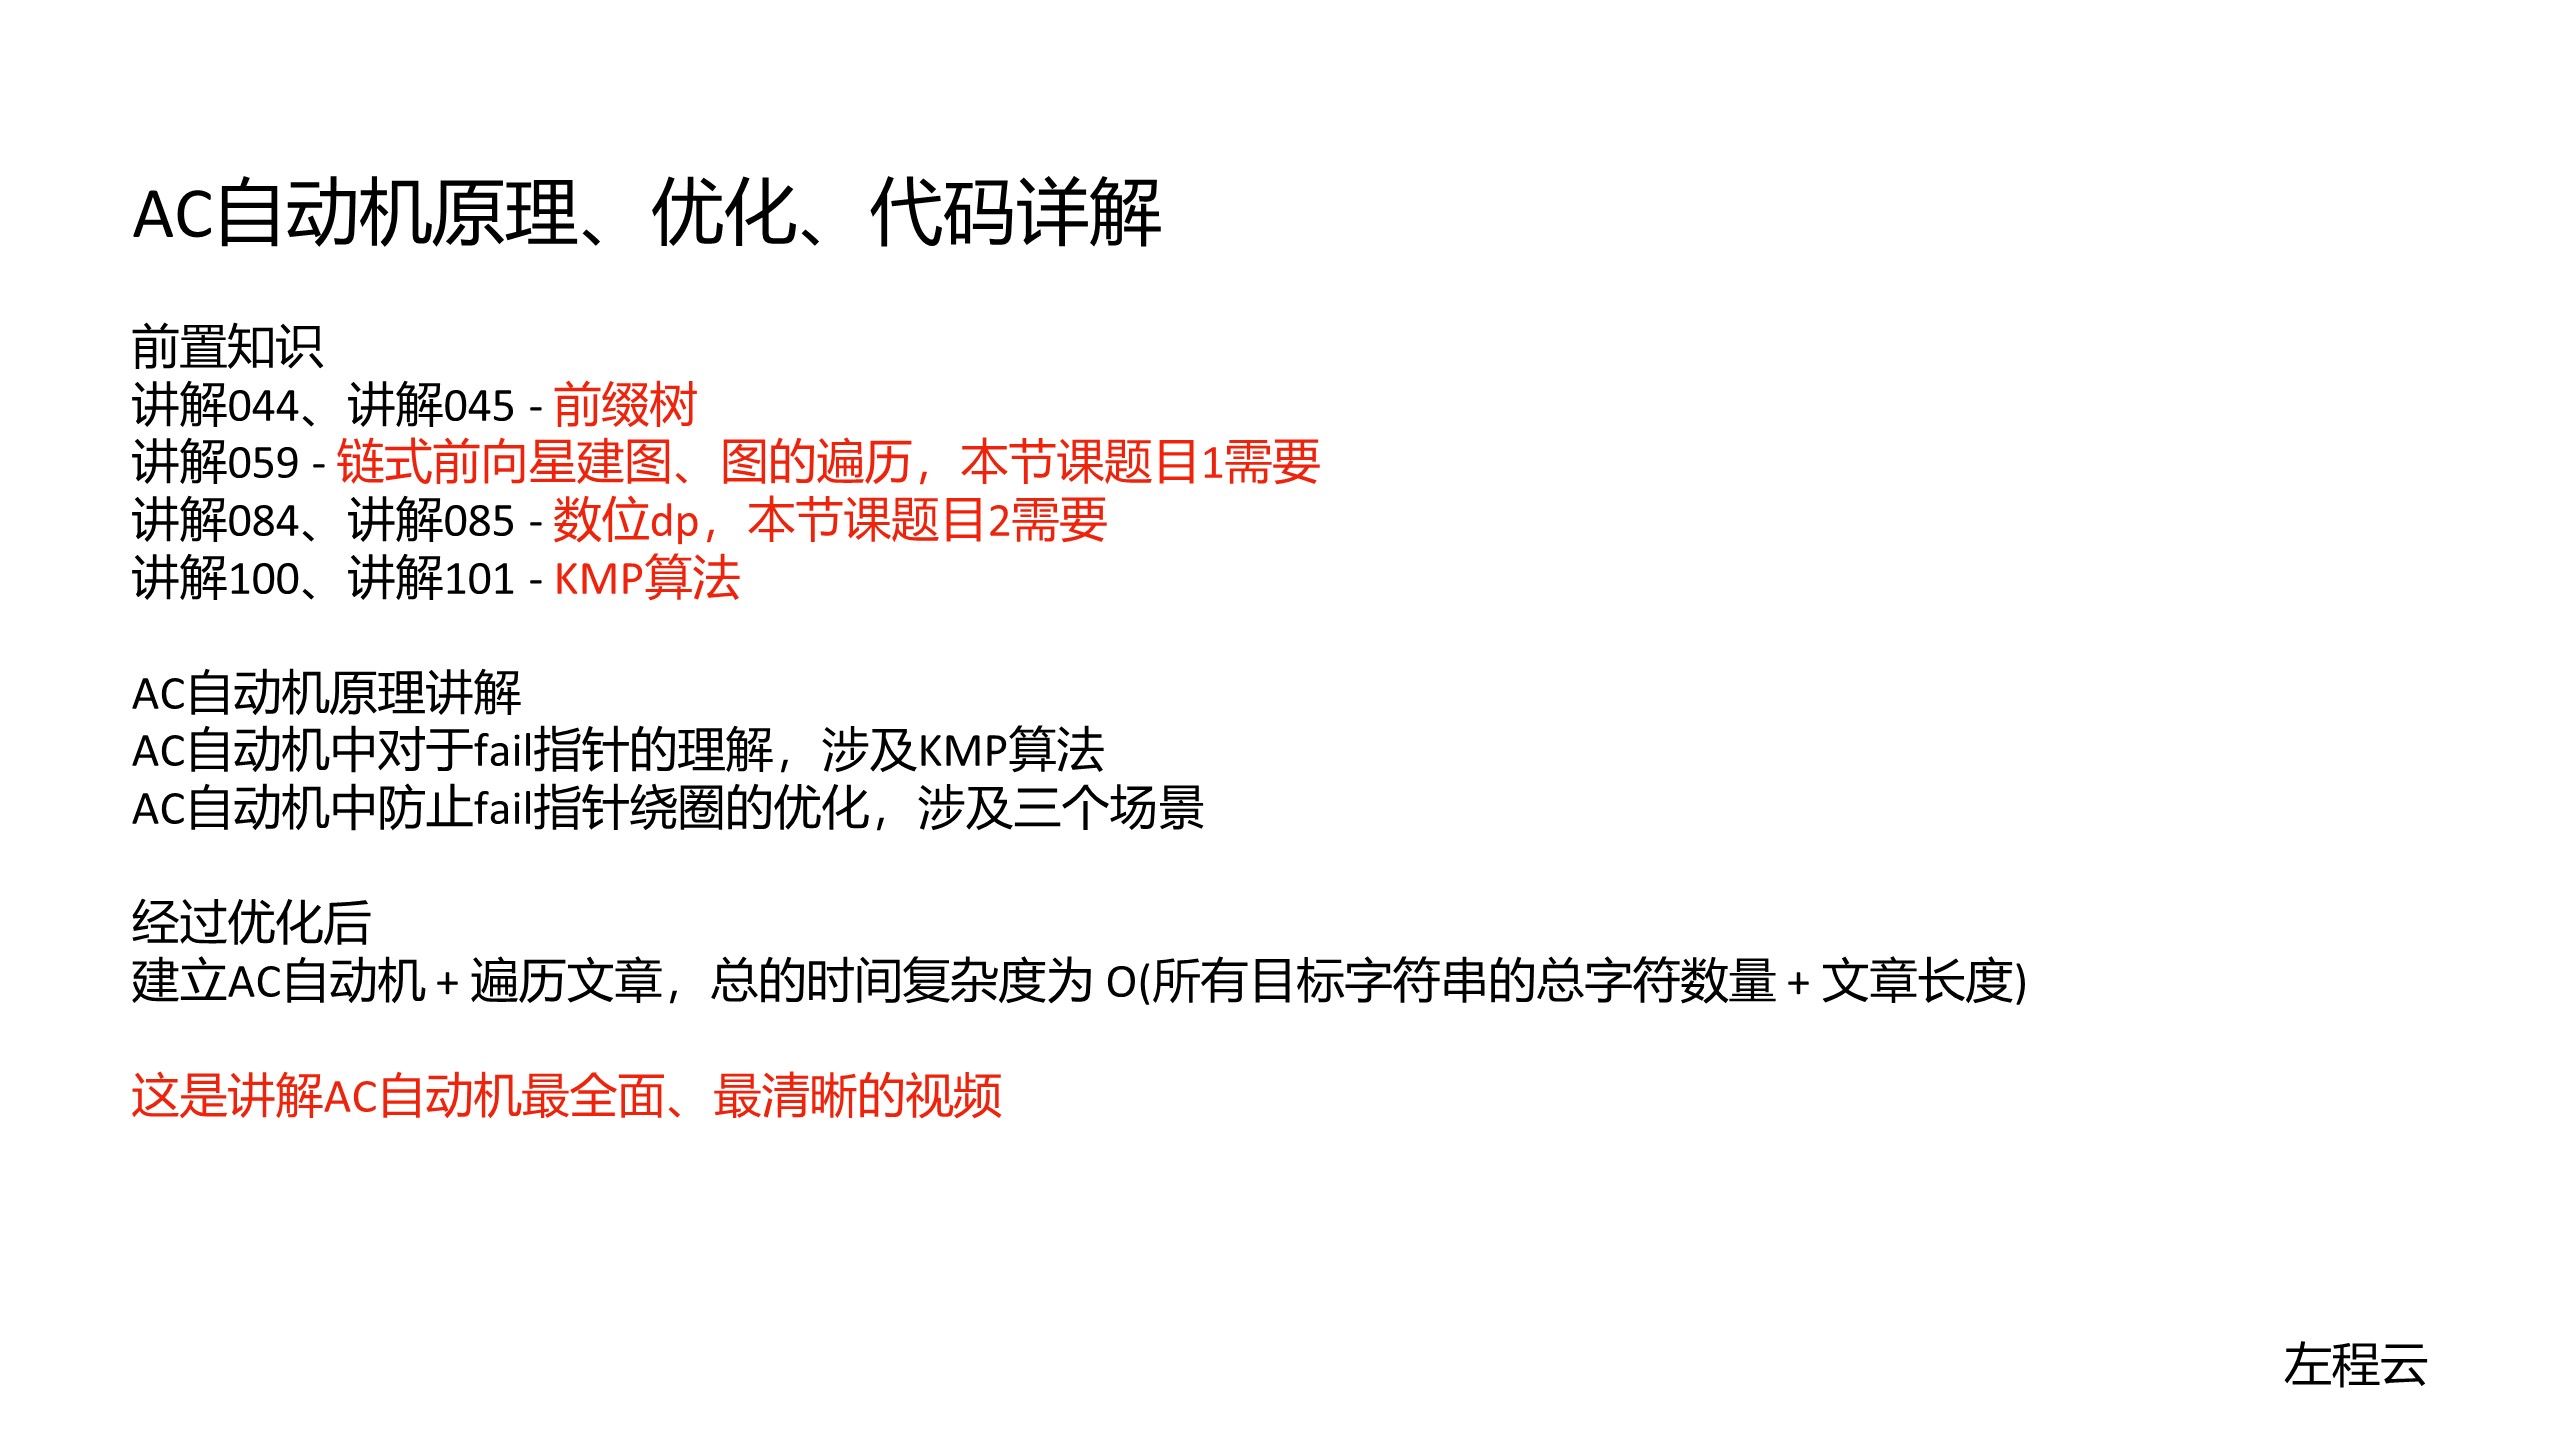 AC自动机原理、优化、代码详解
前置知识
讲解044、讲解045 - 前缀树
讲解059 - 链式前向星建图、图的遍历，本节课题目1需要
讲解084、讲解085 - 数位dp，本节课题目2需要
讲解100、讲解101 - KMP算法
AC自动机原理讲解
AC自动机中对于fail指针的理解，涉及KMP算法
AC自动机中防止fail指针绕圈的优化，涉及三个场景
经过优化后
建立AC自动机 + 遍历文章，总的时间复杂度为 O(所有目标字符串的总字符数量 + 文章长度)
这是讲解AC自动机最全面、最清晰的视频
左程云